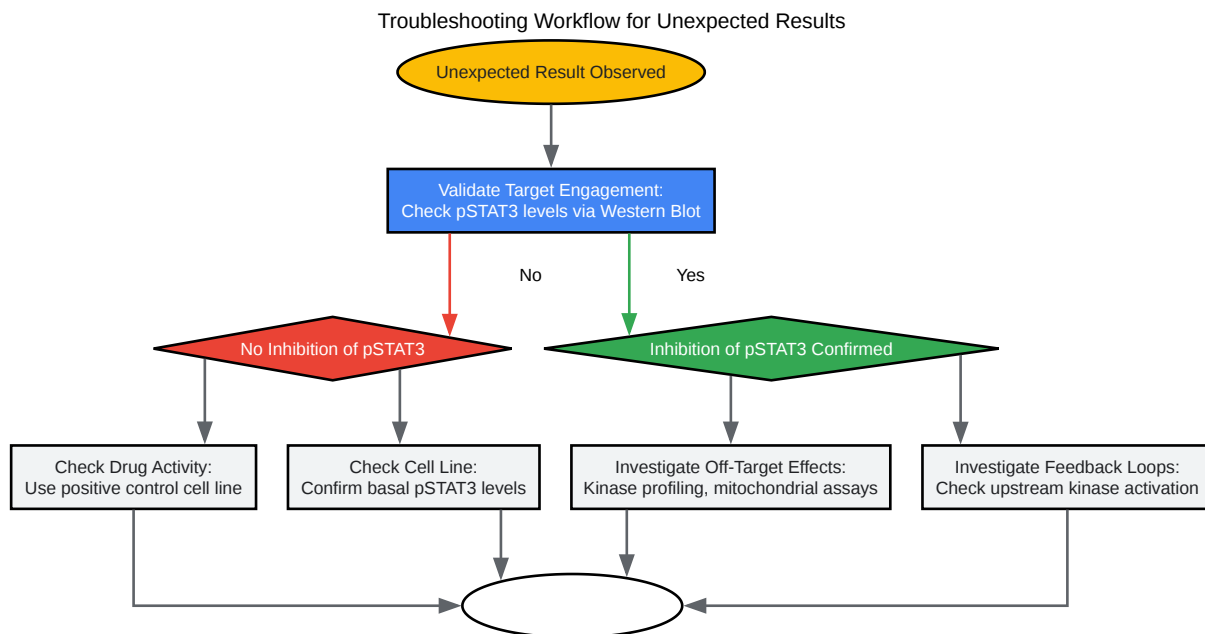 Troubleshooting Workflow for Unexpected Results
Unexpected Result Observed
Validate Target Engagement:
Check pSTAT3 levels via Western Blot
No
Yes
No Inhibition of pSTAT3
Inhibition of pSTAT3 Confirmed
Check Drug Activity:
Use positive control cell line
Check Cell Line:
Confirm basal pSTAT3 levels
Investigate Off-Target Effects:
Kinase profiling, mitochondrial assays
Investigate Feedback Loops:
Check upstream kinase activation